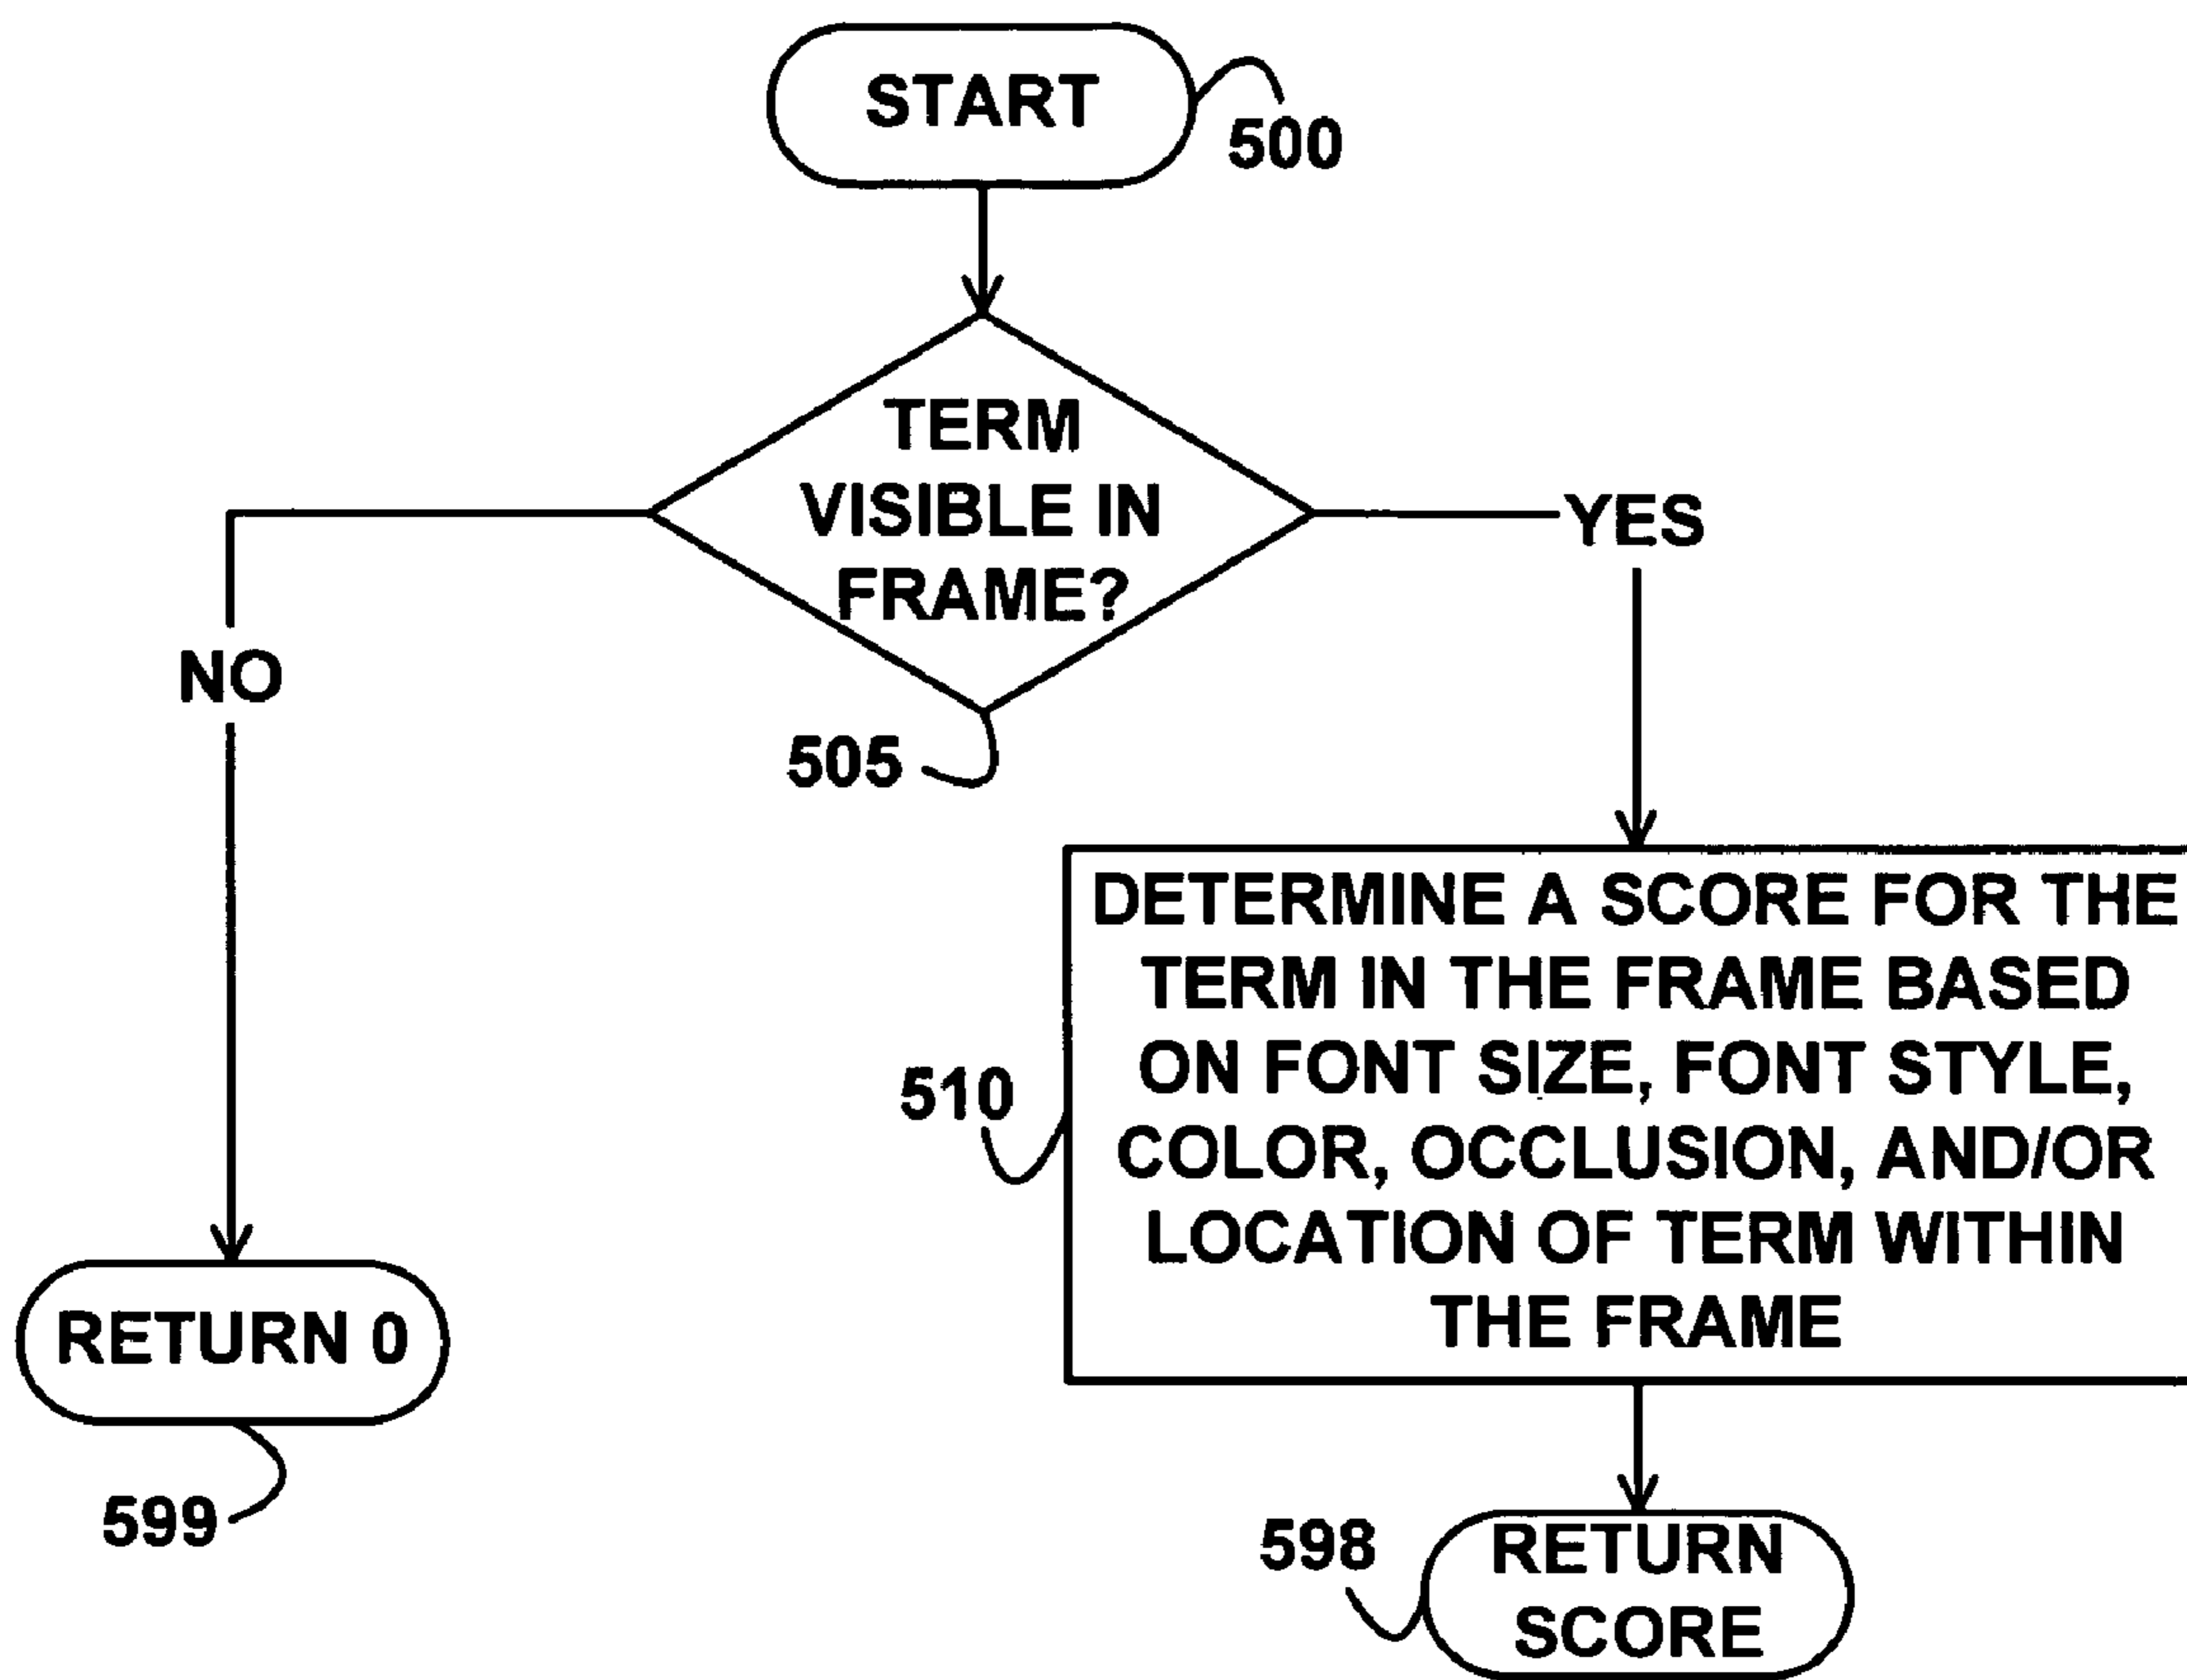 START
500
TERM
VISIBLE IN
FRAME?
YES
NO
505
DETERMINE A SCORE FOR THE
TERM IN THE FRAME BASED
ON FONT SIZE, FONT STYLE,
COLOR, OCCLUSION, AND/OR
LOCATION OF TERM WITHIN
THE FRAME
510
RETURN 0
599
598
RETURN
SCORE